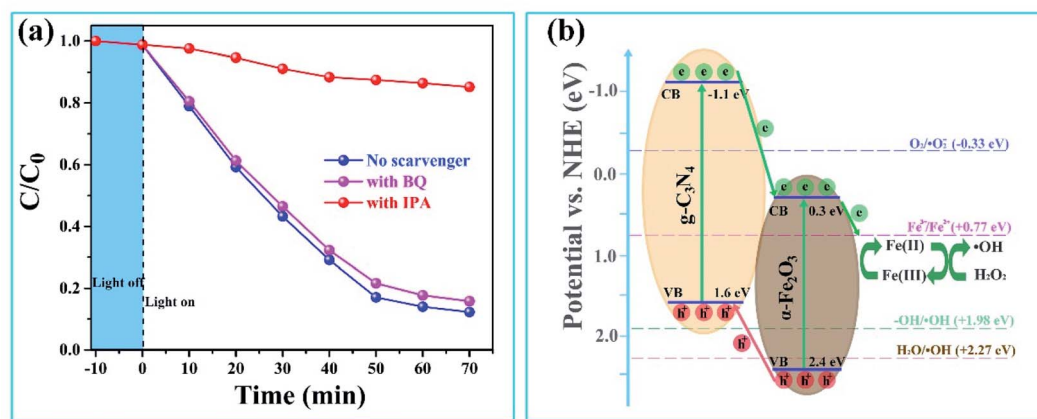 (a)
C/C0
1.0
0.8
0.6
0.4
0.2
0.0
Light off
Light on
No scarvenger
with BQ
with IPA
-10 0 10 20 30 40 50 60 70
Time (min)
(b)
Potential vs. NHE (eV)
-1.0
0.0
1.0
2.0
e e e
CB -1.1 eV
e
g-C3N4
VB 1.6 eV
h+ h+ h+
h+
e e e
CB 0.3 eV
e
α-Fe2O3
VB 2.4 eV
h+ h+ h+
O2/•O2- (-0.33 eV)
Fe3+/Fe2+ (+0.77 eV)
Fe(II) •OH
Fe(III) H2O2
-OH/•OH (+1.98 eV)
H2O/•OH (+2.27 eV)